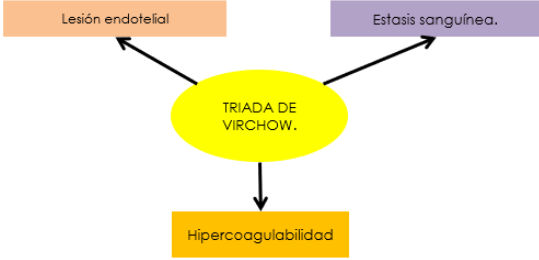 Lesión endotelial
Estasis sanguínea.
TRIADA DE
VIRCHOW.
Hipercoagulabilidad